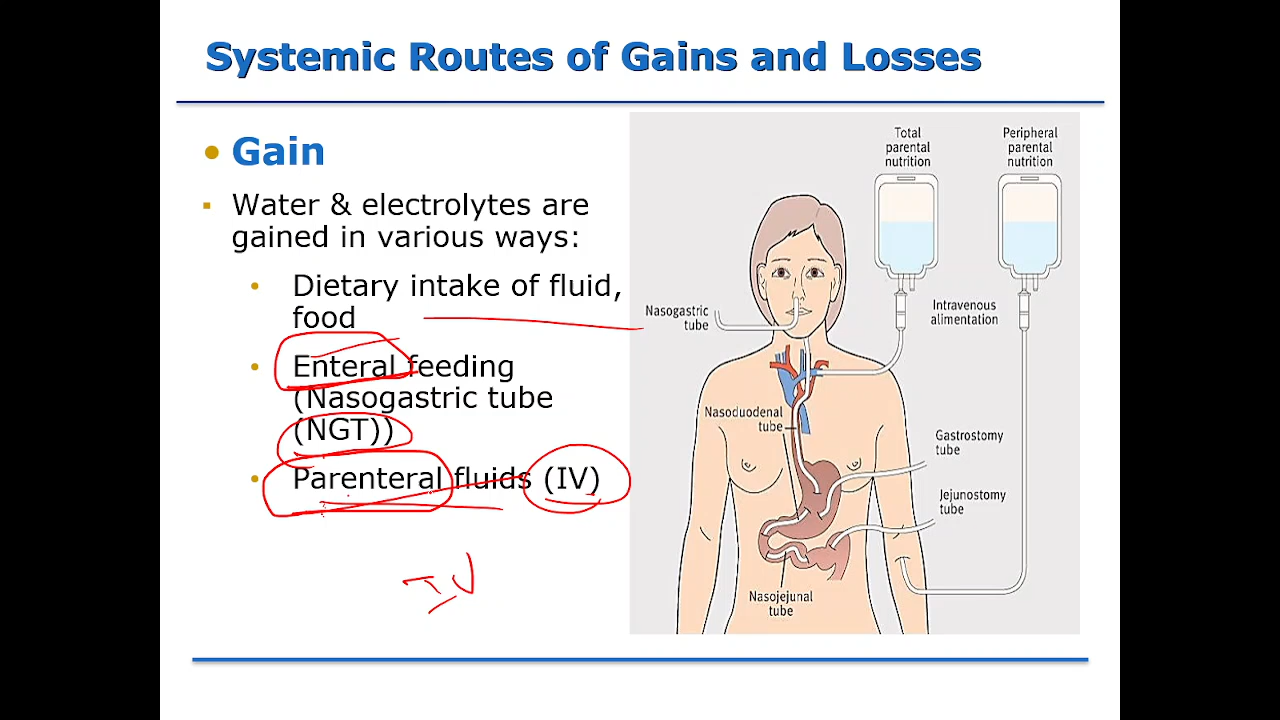 Systemic Routes of Gains and Losses
• Gain
▪ Water & electrolytes are
gained in various ways:
• Dietary intake of fluid,
food
• Enteral feeding
(Nasogastric tube
(NGT))
• Parenteral fluids (IV)
IV
Total
parental
nutrition
Peripheral
parental
nutrition
Nasogastric
tube
Intravenous
alimentation
Nasoduodenal
tube
Gastrostomy
tube
Jejunostomy
tube
Nasojejunal
tube